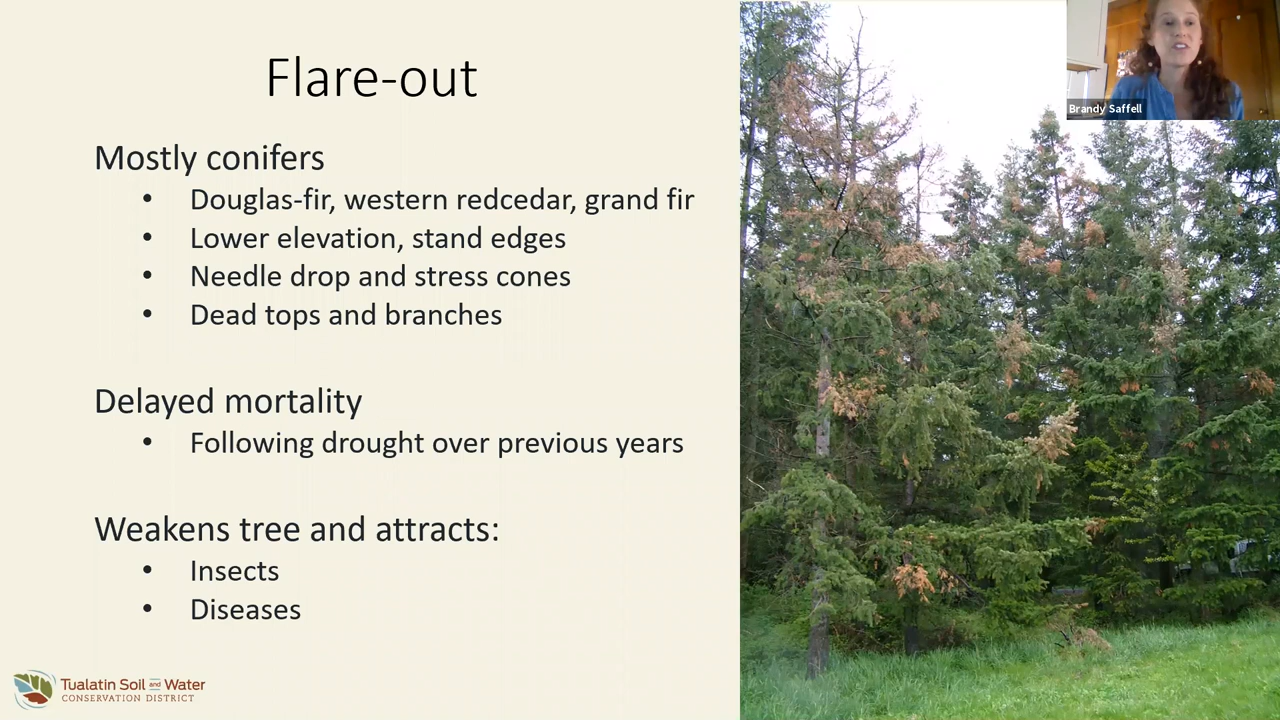 Flare-out
Mostly conifers
• Douglas-fir, western redcedar, grand fir
• Lower elevation, stand edges
• Needle drop and stress cones
• Dead tops and branches
Delayed mortality
• Following drought over previous years
Weakens tree and attracts:
• Insects
• Diseases
Tualatin Soil and Water
CONSERVATION DISTRICT
Brandy Saffell